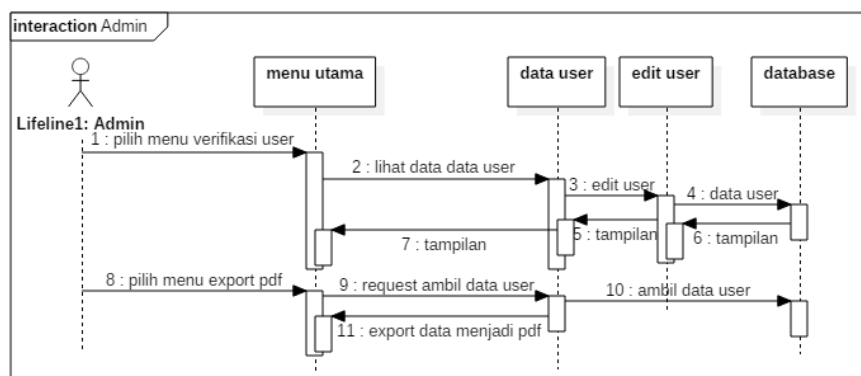 interaction Admin
menu utama
data user
edit user
database
Lifeline1: Admin
1 : pilih menu verifikasi user
2 : lihat data data user
3 : edit user
4 : data user
5 : tampilan
6 : tampilan
7 : tampilan
8 : pilih menu export pdf
9 : request ambil data user
10 : ambil data user
11 : export data menjadi pdf